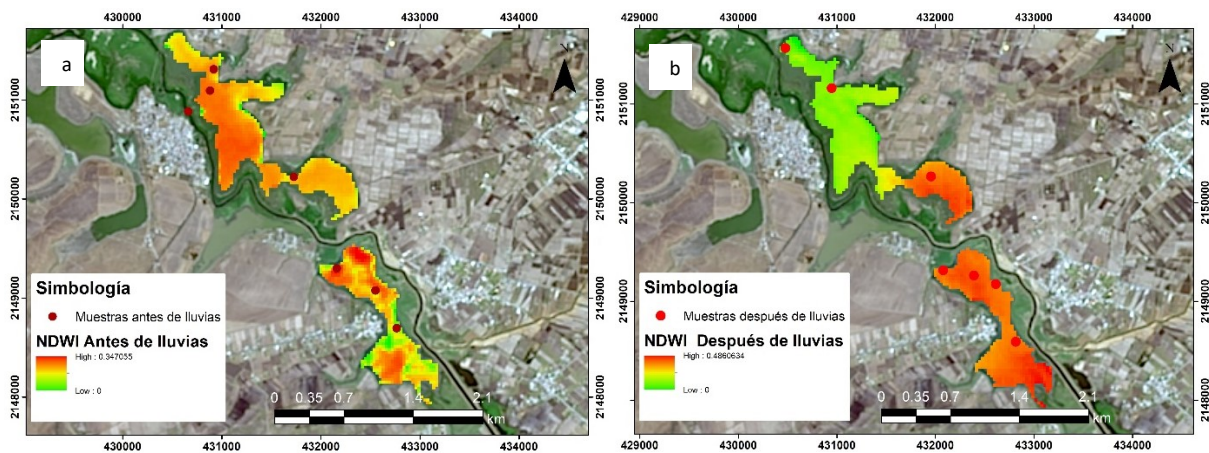 430000 431000 432000 433000 434000
a
N
2151000
2150000
2149000
2148000
Simbología
Muestras antes de lluvias
NDWI Antes de lluvias
High : 0.347055
Low : 0
0 0.35 0.7 1.4 2.1
km
430000 431000 432000 433000 434000
429000 430000 431000 432000 433000 434000
b
N
2151000
2150000
2149000
2148000
Simbología
Muestras después de lluvias
NDWI Después de lluvias
High : 0.4860634
Low : 0
0 0.35 0.7 1.4 2.1
km
429000 430000 431000 432000 433000 434000